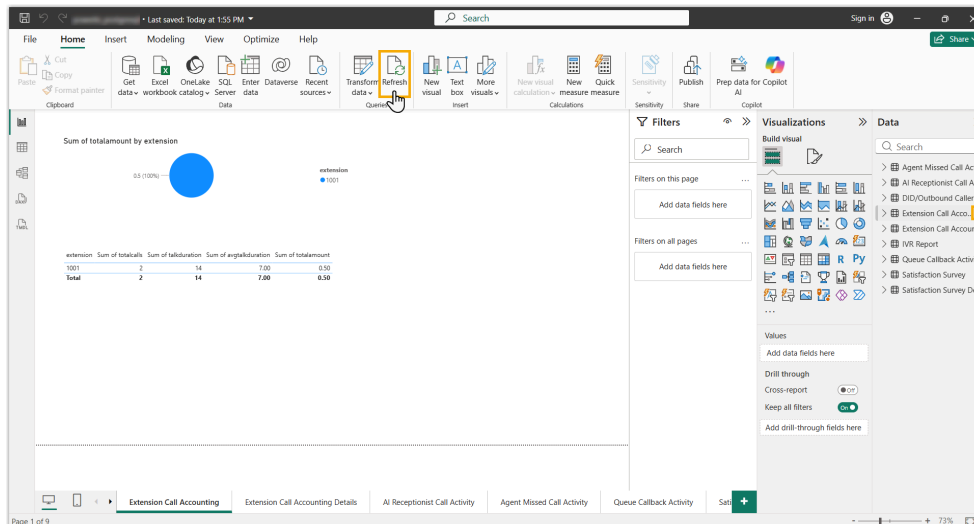 • Last saved: Today at 1:55 PM
Search
Sign in
File Home Insert Modeling View Optimize Help
Share
Paste
Cut
Copy
Format painter
Clipboard
Get data
Excel workbook
OneLake catalog
SQL Server
Enter data
Dataverse
Recent sources
Data
Transform data
Refresh
Queries
New visual
Text box
More visuals
Insert
New visual calculation
New measure
Quick measure
Calculations
Sensitivity
Sensitivity
Publish
Share
Prep data for Copilot
AI
Copilot
Sum of totalamount by extension
0.5 (100%)
extension
1001
extension Sum of totalcalls Sum of talkduration Sum of avgtalkduration Sum of totalamount
1001 2 14 7.00 0.50
Total 2 14 7.00 0.50
Filters
Search
Filters on this page
...
Add data fields here
Filters on all pages
...
Add data fields here
Visualizations
Build visual
R Py
...
Values
Add data fields here
Drill through
Cross-report Off
Keep all filters On
Add drill-through fields here
Data
Search
Agent Missed Call Ac
AI Receptionist Call A
DID/Outbound Caller
Extension Call Acco...
Extension Call Accour
IVR Report
Queue Callback Activi
Satisfaction Survey
Satisfaction Survey De
Extension Call Accounting
Extension Call Accounting Details
AI Receptionist Call Activity
Agent Missed Call Activity
Queue Callback Activity
Sati
Page 1 of 9
- + 73%